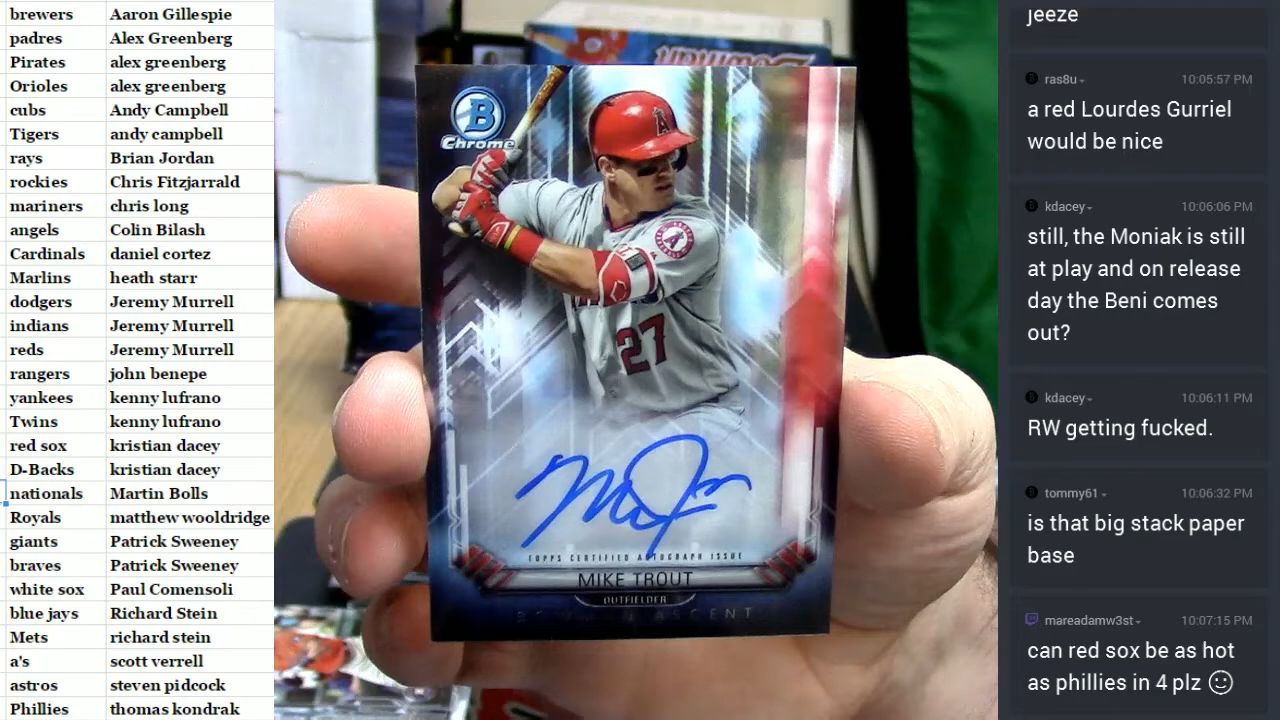 brewers Aaron Gillespie
padres Alex Greenberg
Pirates alex greenberg
Orioles alex greenberg
cubs Andy Campbell
Tigers andy campbell
rays Brian Jordan
rockies Chris Fitzjarrald
mariners chris long
angels Colin Bilash
Cardinals daniel cortez
Marlins heath starr
dodgers Jeremy Murrell
indians Jeremy Murrell
reds Jeremy Murrell
rangers john benepe
yankees kenny lufrano
Twins kenny lufrano
red sox kristian dacey
D-Backs kristian dacey
nationals Martin Bolls
Royals matthew wooldridge
giants Patrick Sweeney
braves Patrick Sweeney
white sox Paul Comensoli
blue jays Richard Stein
Mets richard stein
a's scott verrell
astros steven pidcock
Phillies thomas kondrak
Bowman
B
Chrome
A
A
27
TOPPS CERTIFIED AUTOGRAPH ISSUE
MIKE TROUT
OUTFIELDER
ASCENT
jeeze
ras8u 10:05:57 PM
a red Lourdes Gurriel
would be nice
kdacey 10:06:06 PM
still, the Moniak is still
at play and on release
day the Beni comes
out?
kdacey 10:06:11 PM
RW getting fucked.
tommy61 10:06:32 PM
is that big stack paper
base
mareadamw3st 10:07:15 PM
can red sox be as hot
as phillies in 4 plz